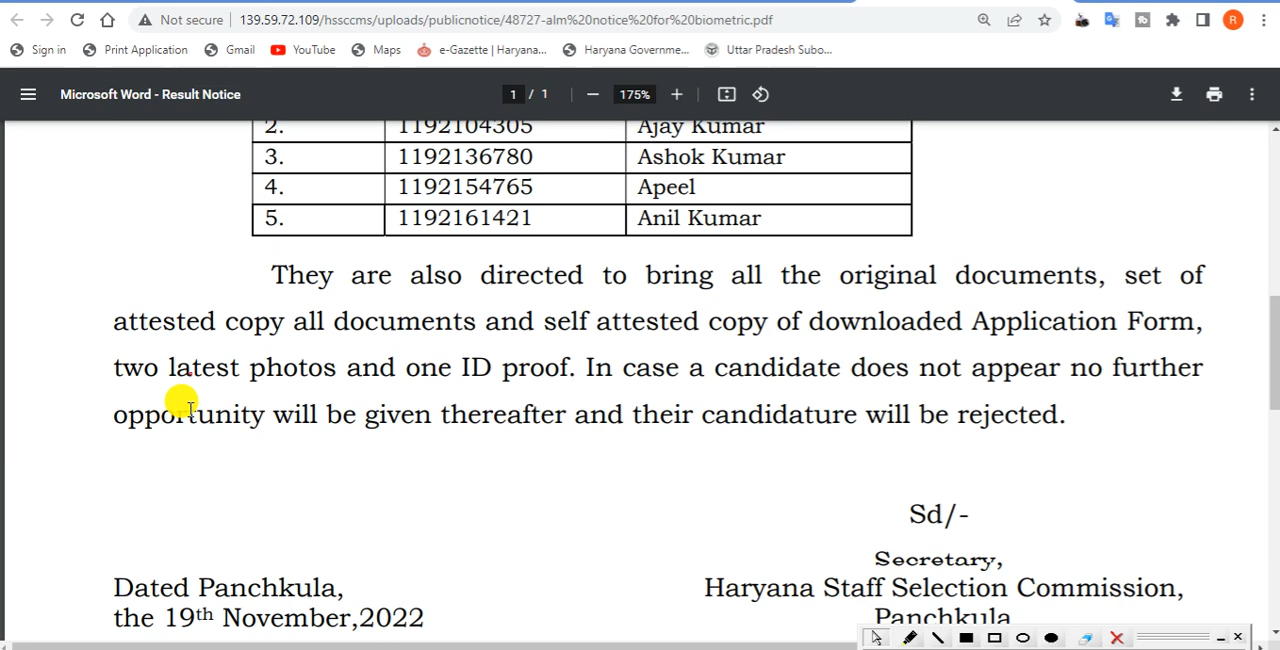 Not secure 139.59.72.109/hssccms/uploads/publicnotice/48727-alm%20notice%20for%20biometric.pdf R
Sign in Print Application Gmail YouTube Maps e-Gazette | Haryana... Haryana Governme... Uttar Pradesh Subo...
Microsoft Word - Result Notice 1 / 1 175%
2. 1192104305 Ajay Kumar
3. 1192136780 Ashok Kumar
4. 1192154765 Apeel
5. 1192161421 Anil Kumar
They are also directed to bring all the original documents, set of
attested copy all documents and self attested copy of downloaded Application Form,
two latest photos and one ID proof. In case a candidate does not appear no further
opportunity will be given thereafter and their candidature will be rejected.
Sd/-
Secretary,
Dated Panchkula, Haryana Staff Selection Commission,
the 19th November,2022 Panchkula